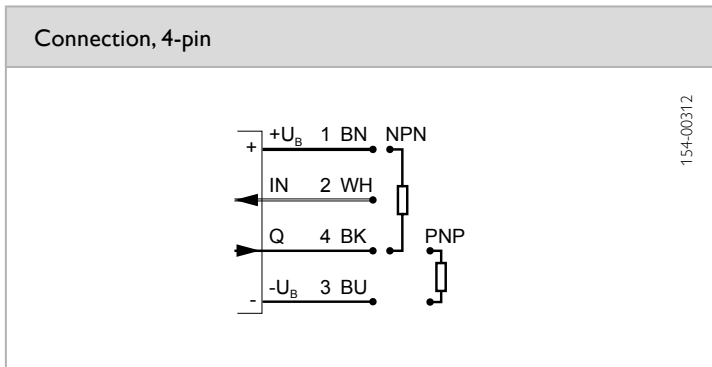 Connection, 4-pin
154-00312
+ +U_B 1 BN NPN
IN 2 WH
Q 4 BK PNP
- -U_B 3 BU